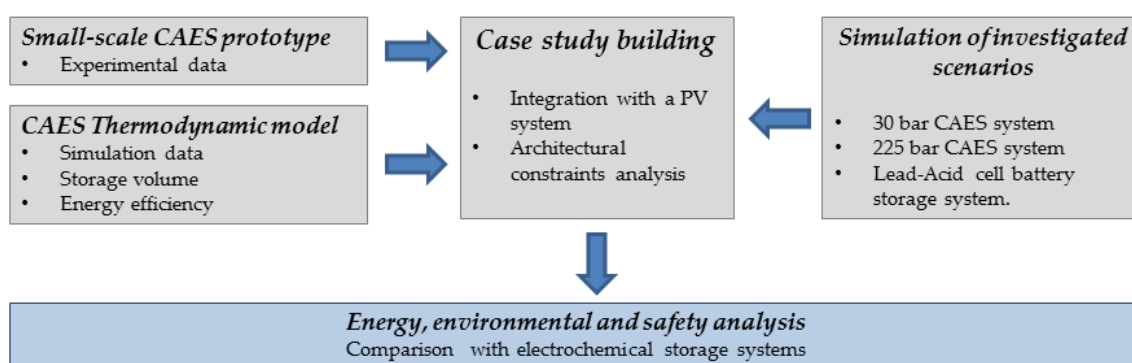 Small-scale CAES prototype
• Experimental data
CAES Thermodynamic model
• Simulation data
• Storage volume
• Energy efficiency
Case study building
• Integration with a PV
system
• Architectural
constraints analysis
Simulation of investigated
scenarios
• 30 bar CAES system
• 225 bar CAES system
• Lead-Acid cell battery
storage system.
Energy, environmental and safety analysis
Comparison with electrochemical storage systems